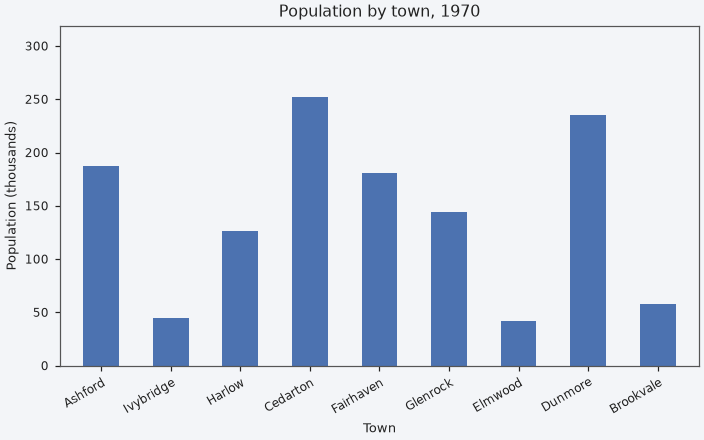 Population by town, 1970
Population (thousands)
300
250
200
150
100
50
0
Ashford
Ivybridge
Harlow
Cedarton
Fairhaven
Glenrock
Elmwood
Dunmore
Brookvale
Town